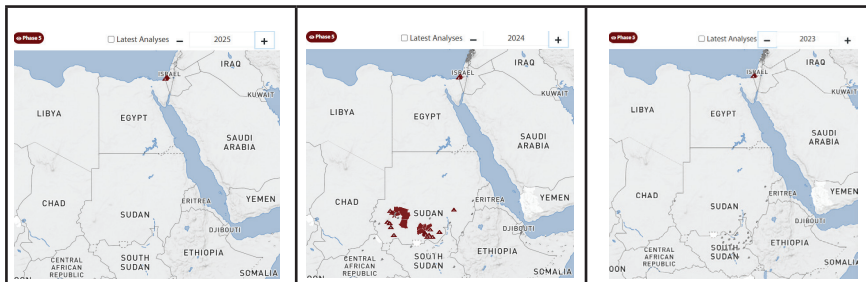 Phase 5
Latest Analyses
−
2025
+
ISRAEL
IRAQ
KUWAIT
LIBYA
EGYPT
SAUDI
ARABIA
CHAD
ERITREA
YEMEN
SUDAN
DJIBOUTI
CENTRAL
AFRICAN
REPUBLIC
SOUTH
SUDAN
ETHIOPIA
SOMALIA
Phase 5
Latest Analyses
−
2024
+
ISRAEL
IRAQ
KUWAIT
LIBYA
EGYPT
SAUDI
ARABIA
CHAD
ERITREA
YEMEN
SUDAN
DJIBOUTI
CENTRAL
AFRICAN
REPUBLIC
SOUTH
SUDAN
ETHIOPIA
SOMALIA
Phase 5
Latest Analyses
−
2023
+
ISRAEL
IRAQ
KUWAIT
LIBYA
EGYPT
SAUDI
ARABIA
CHAD
ERITREA
YEMEN
SUDAN
DJIBOUTI
CENTRAL
AFRICAN
REPUBLIC
SOUTH
SUDAN
ETHIOPIA
OON
SOMAL